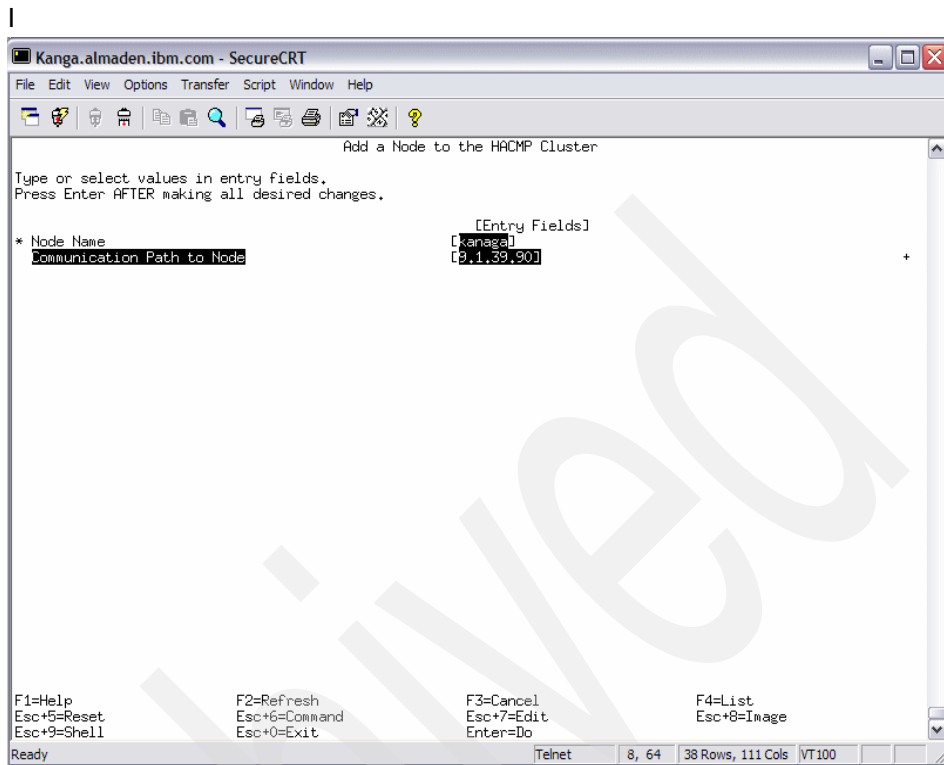 I
Kanga.almaden.ibm.com - SecureCRT
File Edit View Options Transfer Script Window Help
Add a Node to the HACMP Cluster
Type or select values in entry fields.
Press Enter AFTER making all desired changes.
[Entry Fields]
* Node Name [kanaga]
Communication Path to Node [9.1.39.90] +
F1=Help F2=Refresh F3=Cancel F4=List
Esc+5=Reset Esc+6=Command Esc+7=Edit Esc+8=Image
Esc+9=Shell Esc+0=Exit Enter=Do
Ready Telnet 8, 64 38 Rows, 111 Cols VT100